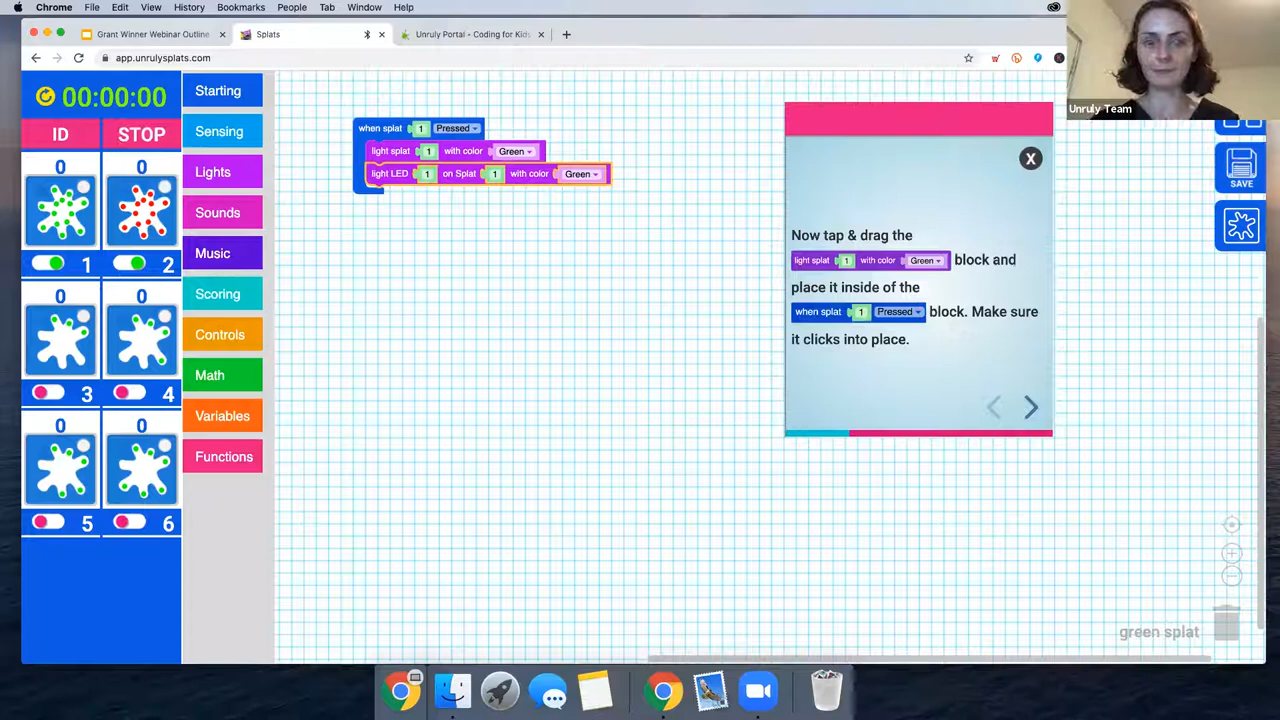 Chrome File Edit View History Bookmarks People Tab Window Help
Grant Winner Webinar Outline
Splats
Unruly Portal - Coding for Kids
app.unrulysplats.com
Unruly Team
00:00:00
ID STOP
0 0
1 2
0 0
3 4
0 0
5 6
Starting
Sensing
Lights
Sounds
Music
Scoring
Controls
Math
Variables
Functions
when splat 1 Pressed
light splat 1 with color Green
light LED 1 on Splat 1 with color Green
X
Now tap & drag the
light splat 1 with color Green block and
place it inside of the
when splat 1 Pressed block. Make sure
it clicks into place.
SAVE
green splat